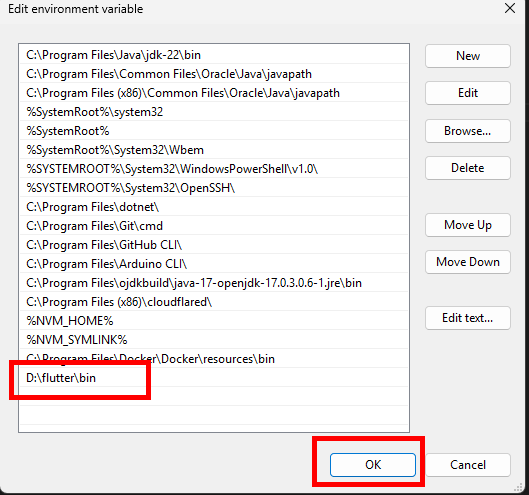 Edit environment variable
C:\Program Files\Java\jdk-22\bin
C:\Program Files\Common Files\Oracle\Java\javapath
C:\Program Files (x86)\Common Files\Oracle\Java\javapath
%SystemRoot%\system32
%SystemRoot%
%SystemRoot%\System32\Wbem
%SYSTEMROOT%\System32\WindowsPowerShell\v1.0\
%SYSTEMROOT%\System32\OpenSSH\
C:\Program Files\dotnet\
C:\Program Files\Git\cmd
C:\Program Files\GitHub CLI\
C:\Program Files\Arduino CLI\
C:\Program Files\ojdkbuild\java-17-openjdk-17.0.3.0.6-1.jre\bin
C:\Program Files (x86)\cloudflared\
%NVM_HOME%
%NVM_SYMLINK%
C:\Program Files\Docker\Docker\resources\bin
D:\flutter\bin
New
Edit
Browse...
Delete
Move Up
Move Down
Edit text...
OK
Cancel